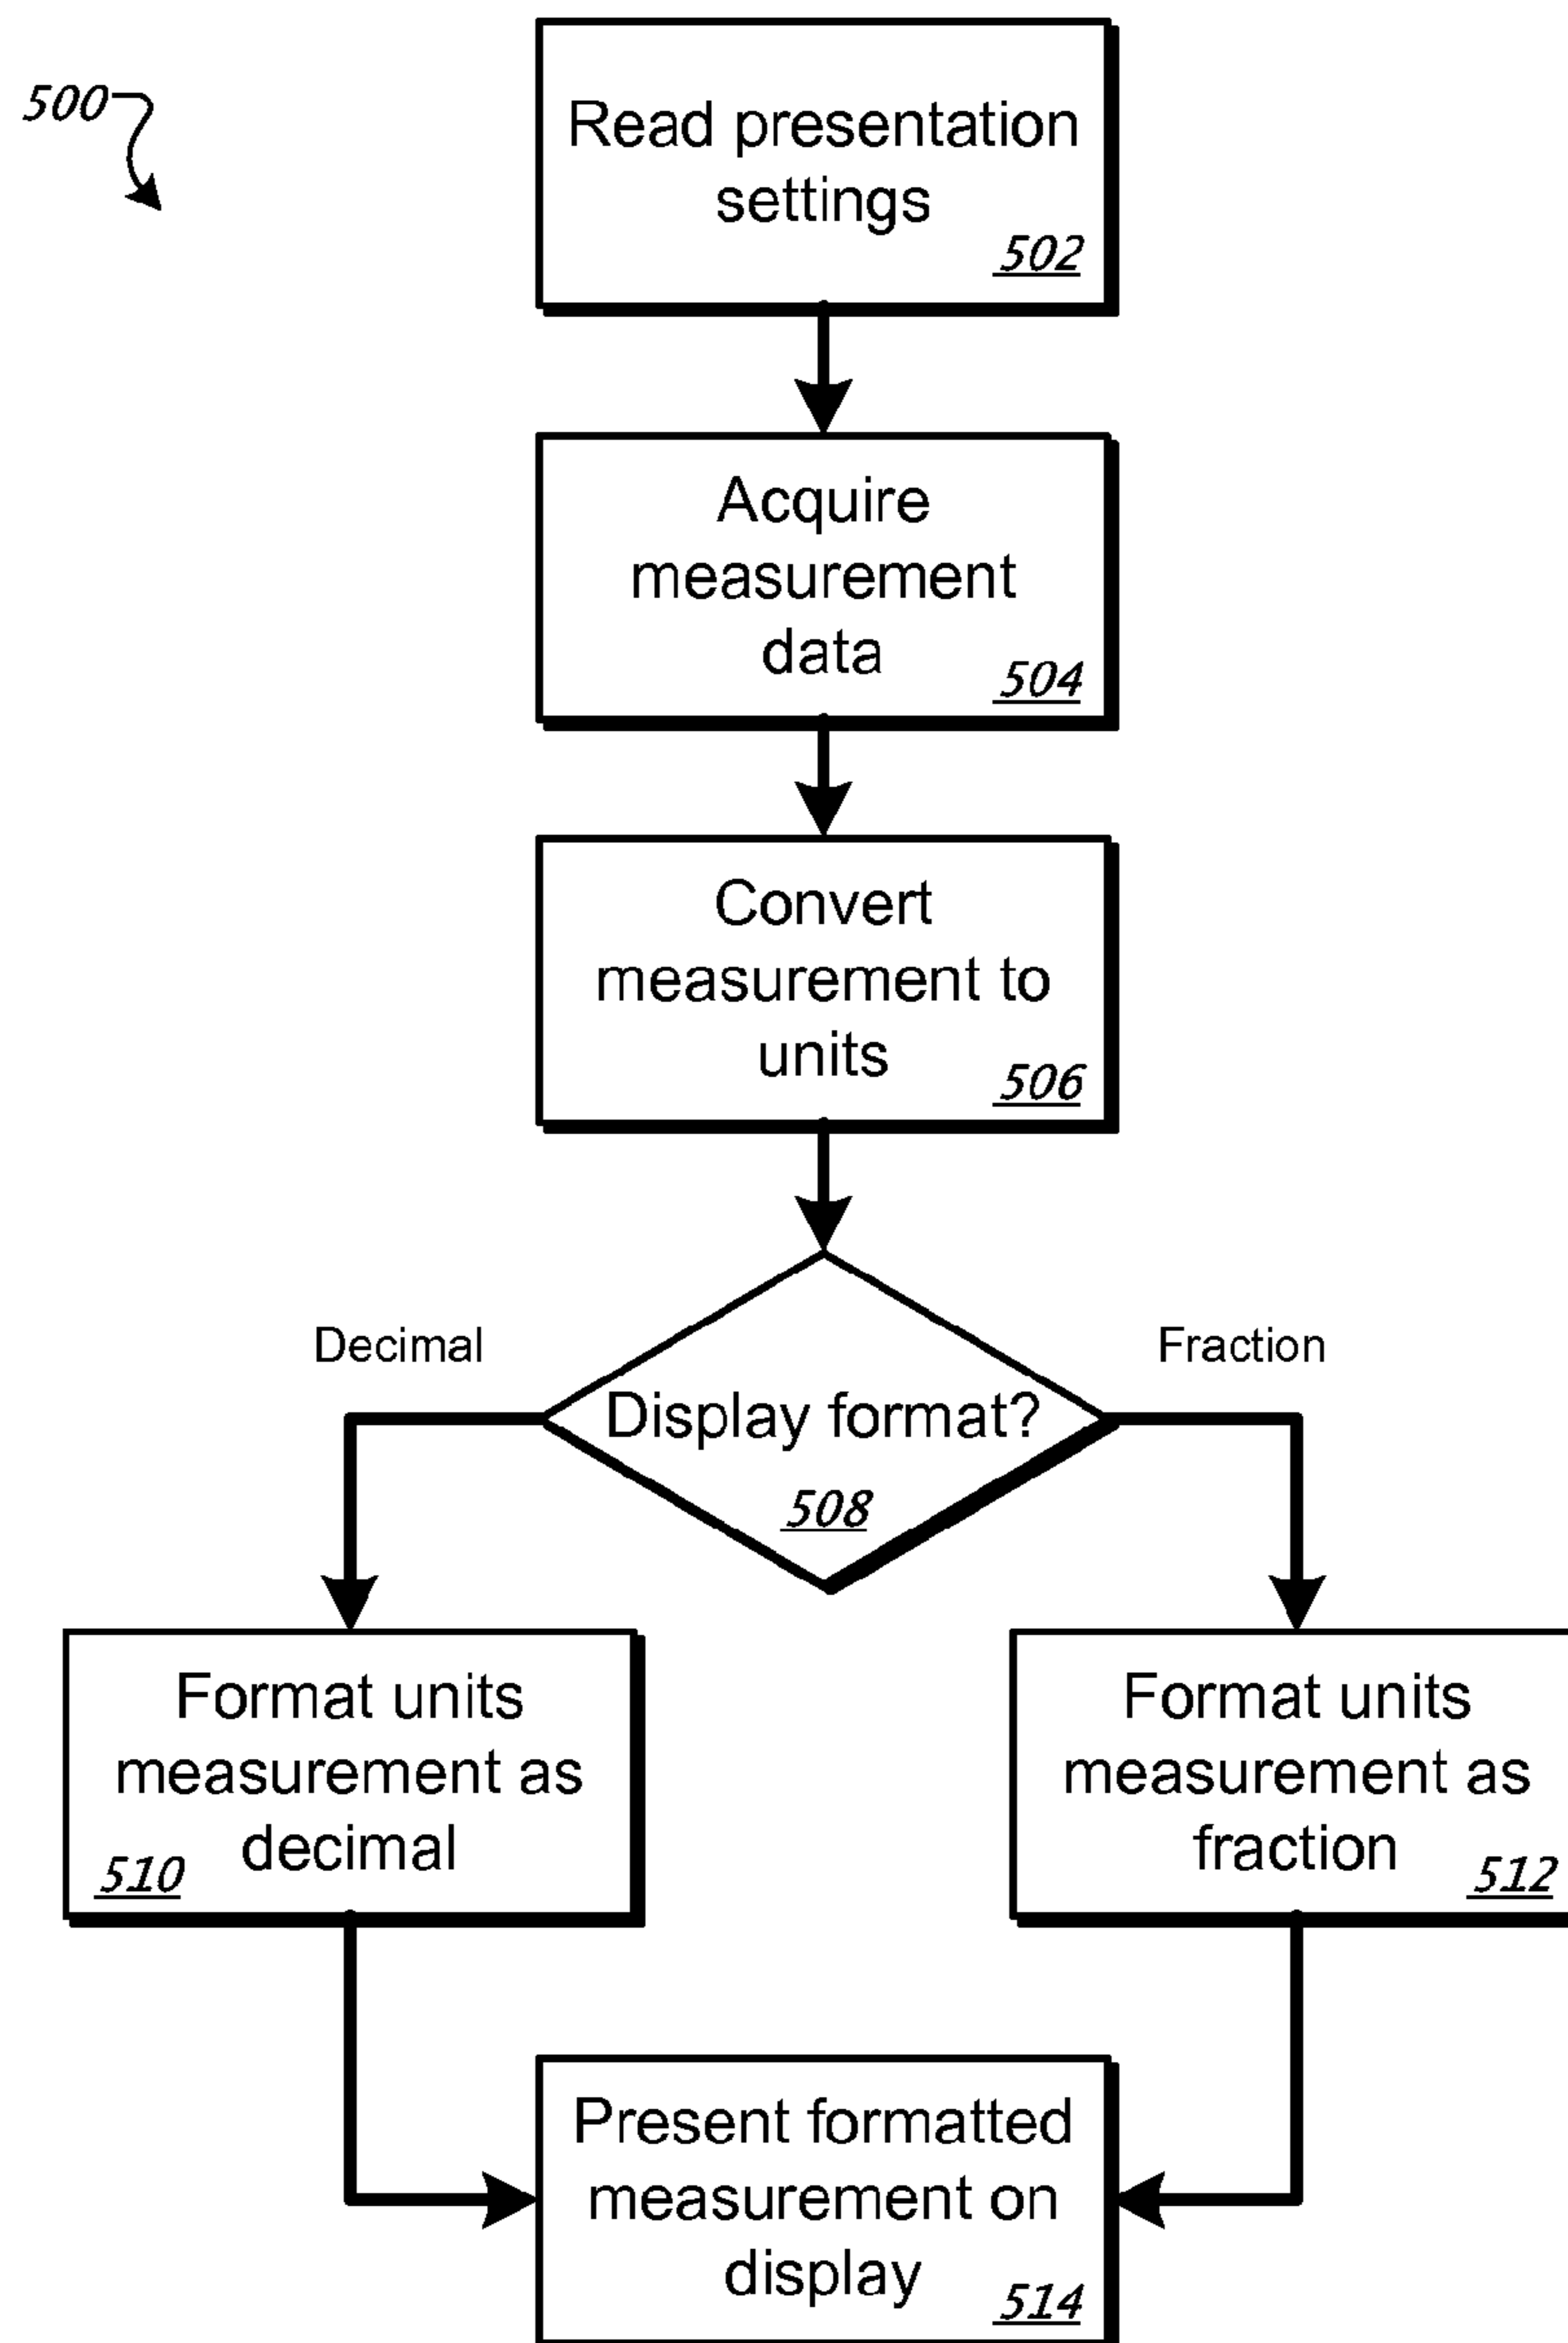 500
Read presentation
settings
502
Acquire
measurement
data
504
Convert
measurement to
units
506
Decimal
Fraction
Display format?
508
Format units
measurement as
decimal
510
Format units
measurement as
fraction
512
Present formatted
measurement on
display
514